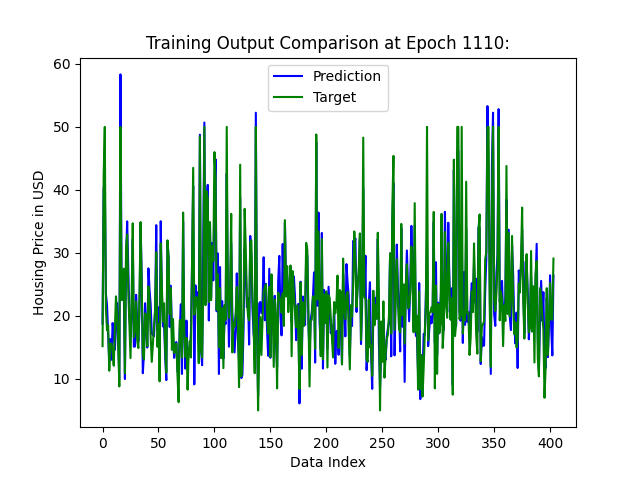 Training Output Comparison at Epoch 1110:
Prediction
Target
Housing Price in USD
60
50
40
30
20
10
0 50 100 150 200 250 300 350 400
Data Index